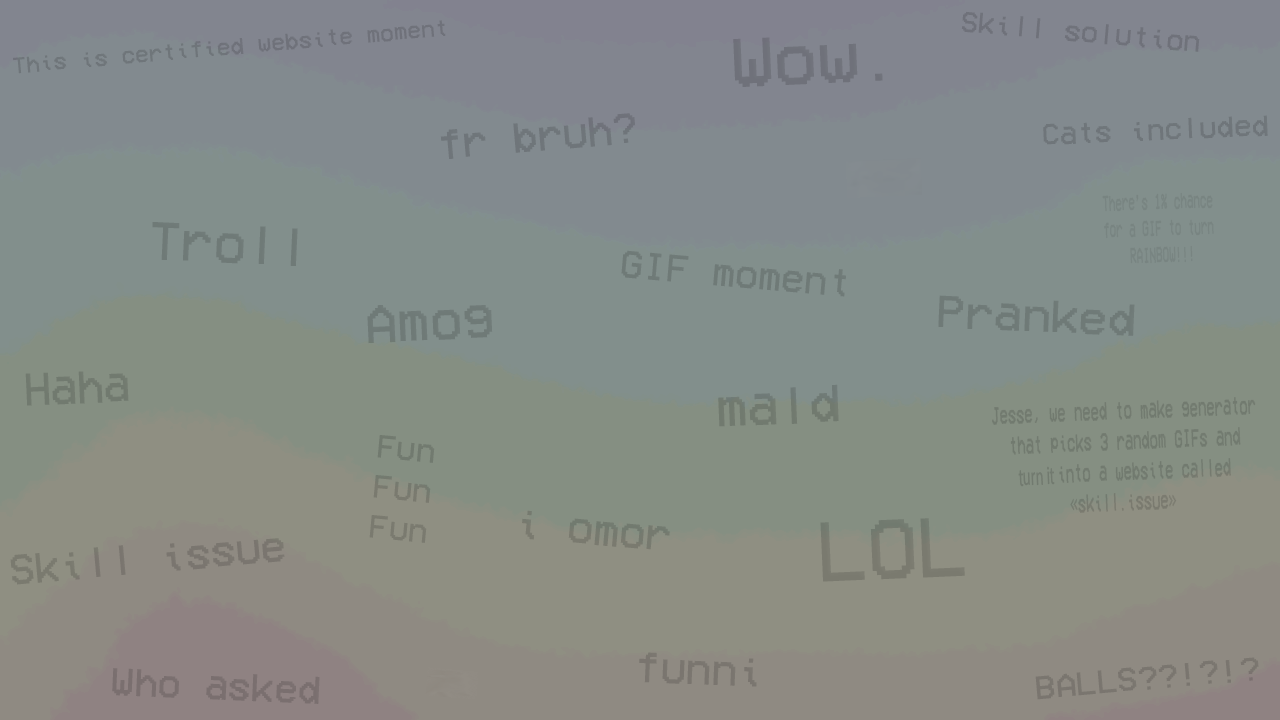 This is certified website moment
Wow.
Skill solution
fr bruh?
Cats included
There's 1% chance
for a GIF to turn
RAINBOW!!!
Troll
GIF moment
Amog
Pranked
Haha
mald
Jesse, we need to make generator
that picks 3 random GIFs and
turn it into a website called
«skill.issue»
Fun
Fun
Fun
i omor
LOL
Skill issue
Who asked
funni
BALLS??!?!?